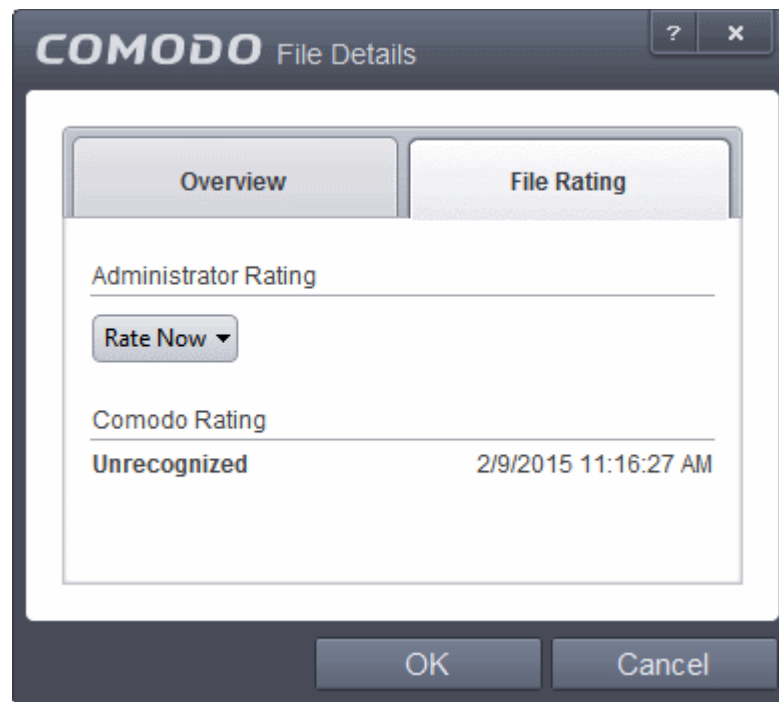 COMODO File Details
? ×
Overview
File Rating
Administrator Rating
Rate Now
Comodo Rating
Unrecognized 2/9/2015 11:16:27 AM
OK
Cancel